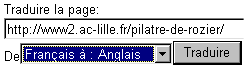 Traduire la page:
http://www2.ac-lille.fr/pilatre-de-rozier/
De Français à : Anglais Traduire